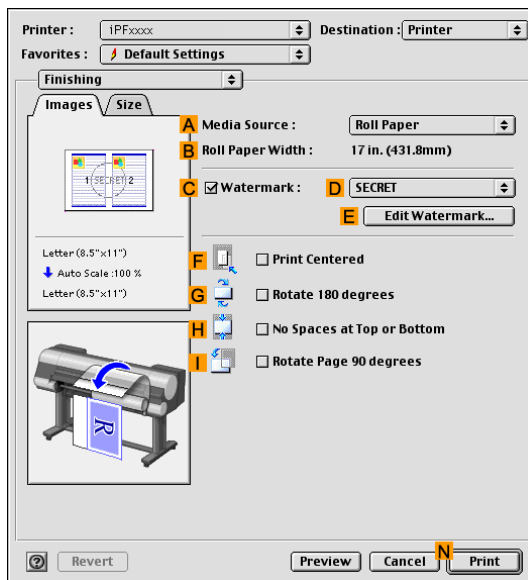 Printer : iPFxxxx Destination : Printer
Favorites : Default Settings
Finishing
Images Size
A Media Source : Roll Paper
B Roll Paper Width : 17 in. (431.8mm)
1 SECRET 2
C Watermark : D SECRET
E Edit Watermark...
Letter (8.5"x11")
Auto Scale :100 %
Letter (8.5"x11")
F Print Centered
G Rotate 180 degrees
H No Spaces at Top or Bottom
I Rotate Page 90 degrees
R
N
? Revert Preview Cancel Print